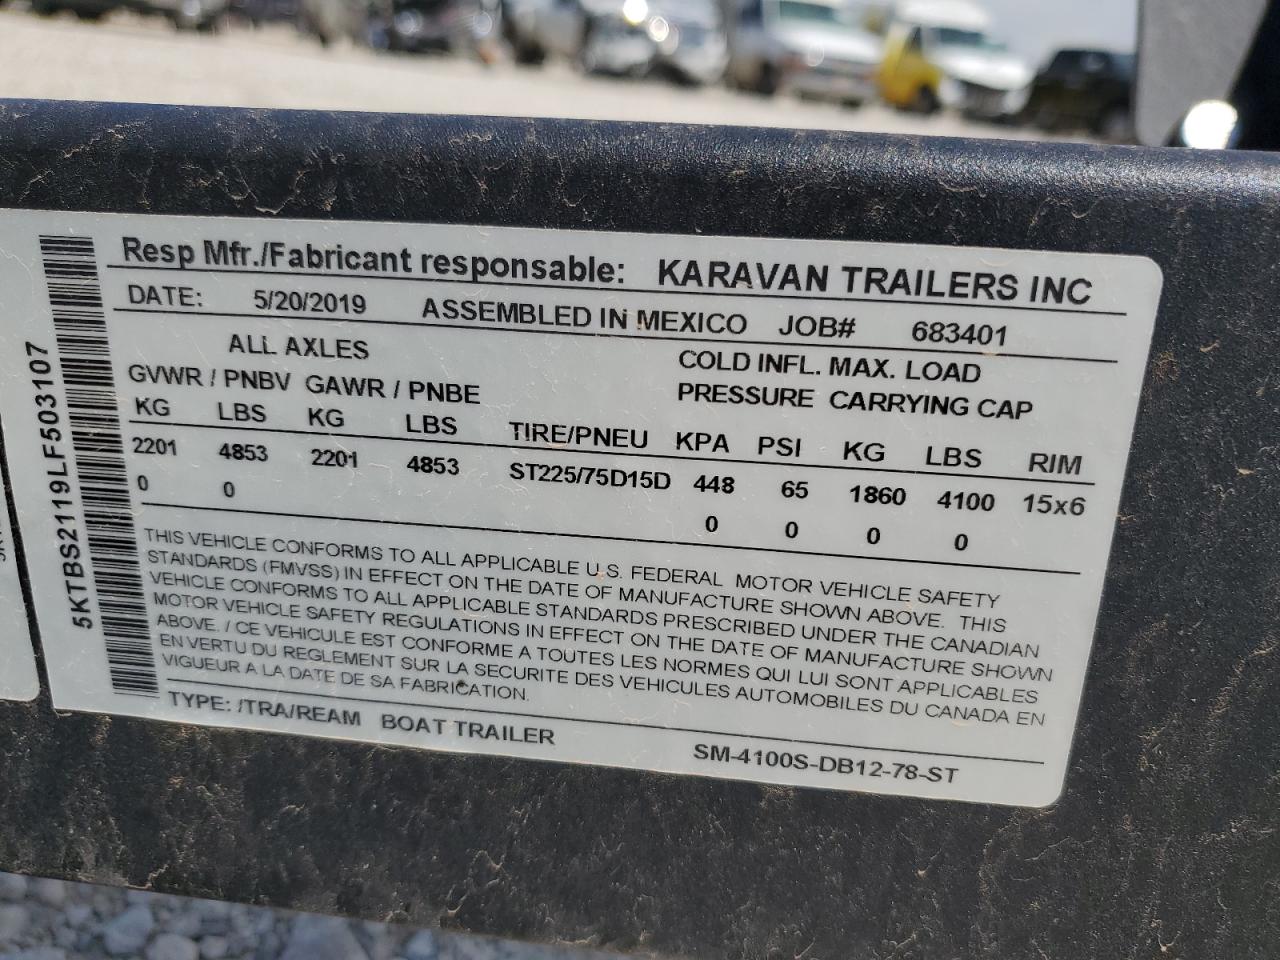 Resp Mfr./Fabricant responsable: KARAVAN TRAILERS INC
DATE: 5/20/2019 ASSEMBLED IN MEXICO JOB# 683401
ALL AXLES COLD INFL. MAX. LOAD
GVWR / PNBV GAWR / PNBE PRESSURE CARRYING CAP
KG LBS KG LBS TIRE/PNEU KPA PSI KG LBS RIM
2201 4853 2201 4853 ST225/75D15D 448 65 1860 4100 15x6
0 0 0 0 0 0
THIS VEHICLE CONFORMS TO ALL APPLICABLE U.S. FEDERAL MOTOR VEHICLE SAFETY
STANDARDS (FMVSS) IN EFFECT ON THE DATE OF MANUFACTURE SHOWN ABOVE. THIS
VEHICLE CONFORMS TO ALL APPLICABLE STANDARDS PRESCRIBED UNDER THE CANADIAN
MOTOR VEHICLE SAFETY REGULATIONS IN EFFECT ON THE DATE OF MANUFACTURE SHOWN
ABOVE. / CE VEHICULE EST CONFORME A TOUTES LES NORMES QUI LUI SONT APPLICABLES
EN VERTU DU REGLEMENT SUR LA SECURITE DES VEHICULES AUTOMOBILES DU CANADA EN
VIGUEUR A LA DATE DE SA FABRICATION.
TYPE: /TRA/REAM BOAT TRAILER SM-4100S-DB12-78-ST
5KTBS2119LF503107